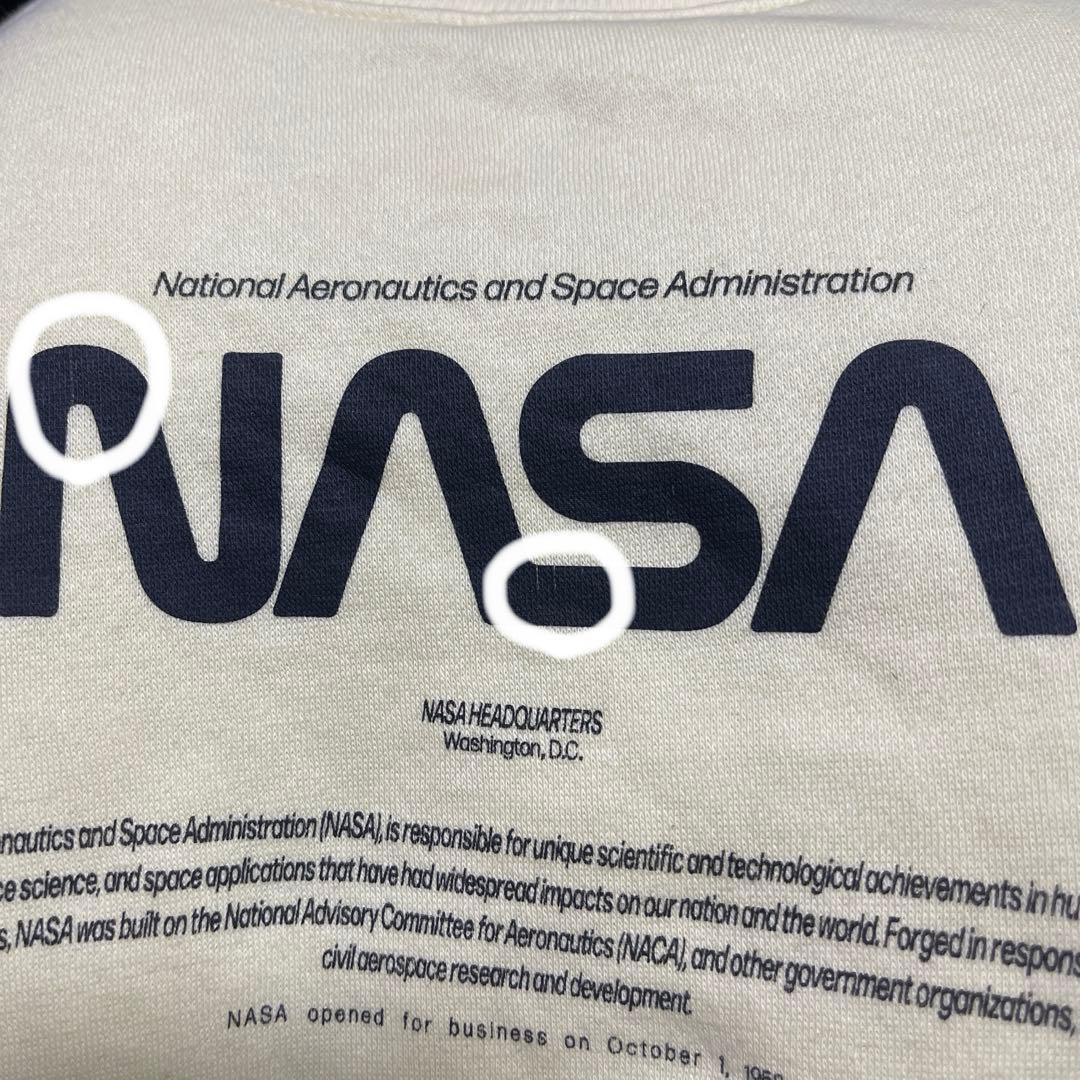 National Aeronautics and Space Administration
NASA
NASA HEADQUARTERS
Washington, D.C.
and Space Administration (NASA), is responsible for unique scientific and technological achievements in
science, and space applications that have had widespread impacts on our nation and the world. Forged in
NASA was built on the National Advisory Committee for Aeronautics (NACA), and other government organizations,
civil aerospace research and development.
NASA opened for business on October 1,